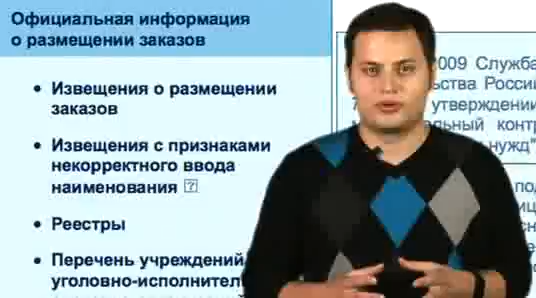 Официальная информация
о размещении заказов
• Извещения о размещении
заказов
• Извещения с признаками
некорректного ввода
наименования
• Реестры
• Перечень учреждений
уголовно-исполнител
2009 Служба
ьства Росси
утверждени
льный конт
нужд"